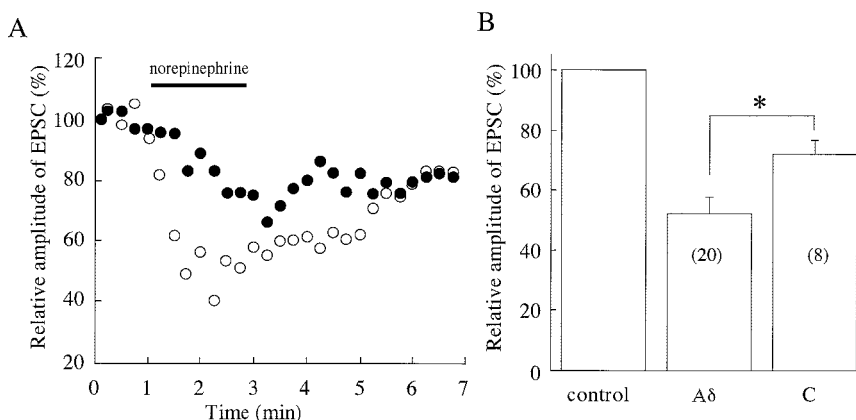 A
Relative amplitude of EPSC (%)
120
100
80
60
40
20
norepinephrine
0 1 2 3 4 5 6 7
Time (min)
B
Relative amplitude of EPSC (%)
100
80
60
40
20
0
*
(20)
(8)
control Aδ C